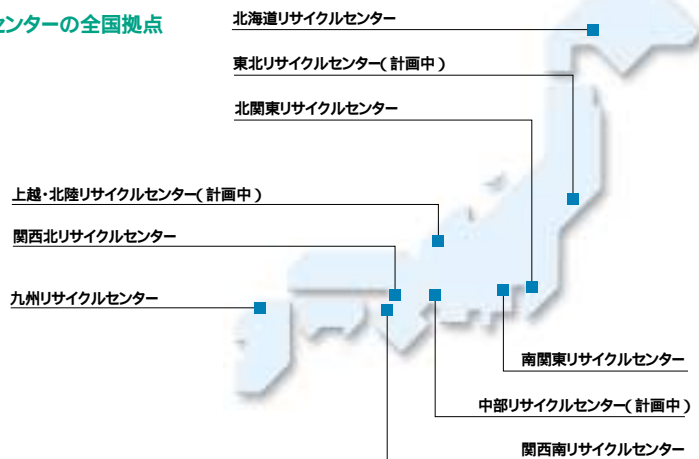 センターの全国拠点
北海道リサイクルセンター
東北リサイクルセンター(計画中)
北関東リサイクルセンター
上越・北陸リサイクルセンター(計画中)
関西北リサイクルセンター
九州リサイクルセンター
南関東リサイクルセンター
中部リサイクルセンター(計画中)
関西南リサイクルセンター